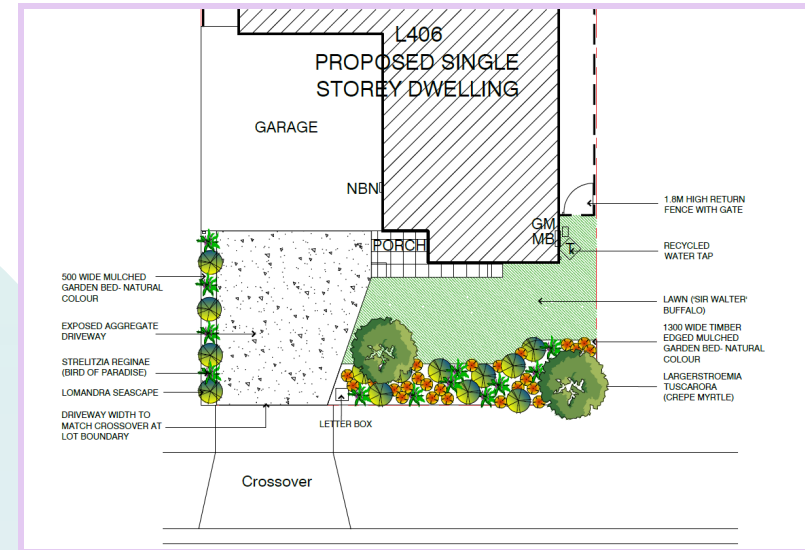 L406
PROPOSED SINGLE
STOREY DWELLING
GARAGE
NBN
PORCH
GM
MB
Tk
1.8M HIGH RETURN
FENCE WITH GATE
RECYCLED
WATER TAP
LAWN ('SIR WALTER'
BUFFALO)
1300 WIDE TIMBER
EDGED MULCHED
GARDEN BED- NATURAL
COLOUR
LARGERSTROEMIA
TUSCARORA
(CREPE MYRTLE)
500 WIDE MULCHED
GARDEN BED- NATURAL
COLOUR
EXPOSED AGGREGATE
DRIVEWAY
STRELITZIA REGINAE
(BIRD OF PARADISE)
LOMANDRA SEASCAPE
DRIVEWAY WIDTH TO
MATCH CROSSOVER AT
LOT BOUNDARY
LETTER BOX
Crossover